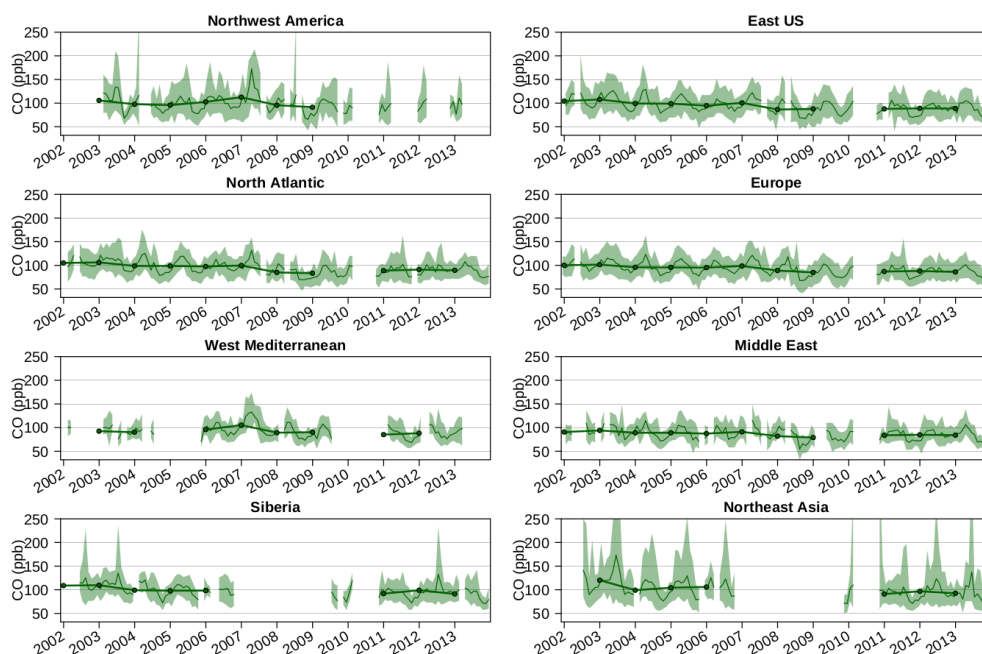 Northwest America
CO (ppb)
250
200
150
100
50
2002 2003 2004 2005 2006 2007 2008 2009 2010 2011 2012 2013
East US
CO (ppb)
250
200
150
100
50
2002 2003 2004 2005 2006 2007 2008 2009 2010 2011 2012 2013
North Atlantic
CO (ppb)
250
200
150
100
50
2002 2003 2004 2005 2006 2007 2008 2009 2010 2011 2012 2013
Europe
CO (ppb)
250
200
150
100
50
2002 2003 2004 2005 2006 2007 2008 2009 2010 2011 2012 2013
West Mediterranean
CO (ppb)
250
200
150
100
50
2002 2003 2004 2005 2006 2007 2008 2009 2010 2011 2012 2013
Middle East
CO (ppb)
250
200
150
100
50
2002 2003 2004 2005 2006 2007 2008 2009 2010 2011 2012 2013
Siberia
CO (ppb)
250
200
150
100
50
2002 2003 2004 2005 2006 2007 2008 2009 2010 2011 2012 2013
Northeast Asia
CO (ppb)
250
200
150
100
50
2002 2003 2004 2005 2006 2007 2008 2009 2010 2011 2012 2013